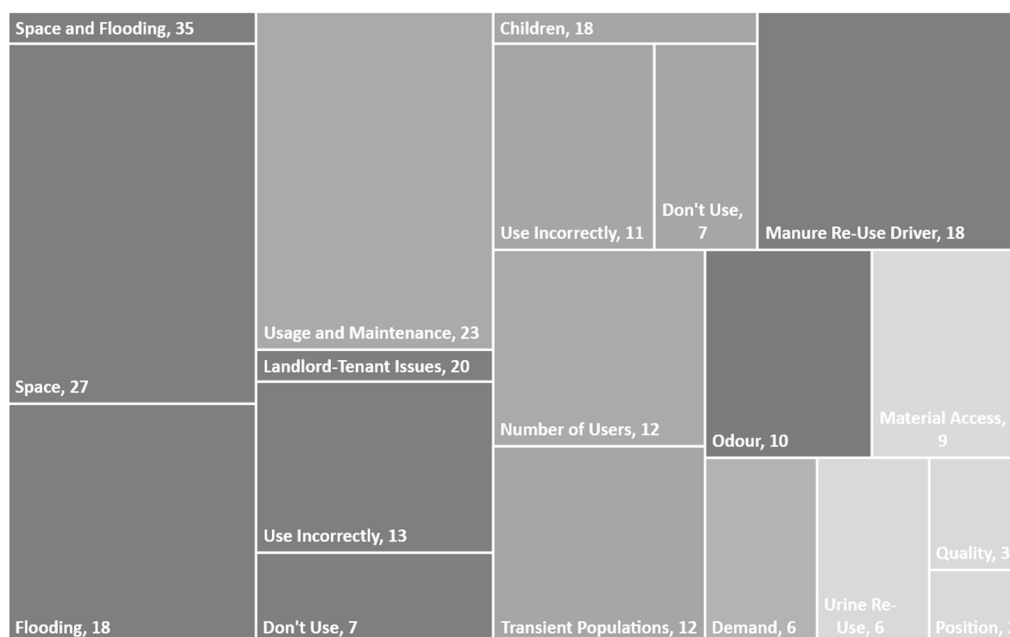 Space and Flooding, 35
Space, 27
Flooding, 18
Usage and Maintenance, 23
Landlord-Tenant Issues, 20
Use Incorrectly, 13
Don't Use, 7
Children, 18
Use Incorrectly, 11
Don't Use,
7
Manure Re-Use Driver, 18
Number of Users, 12
Transient Populations, 12
Odour, 10
Material Access,
9
Demand, 6
Urine Re-
Use, 6
Quality, 3
Position,